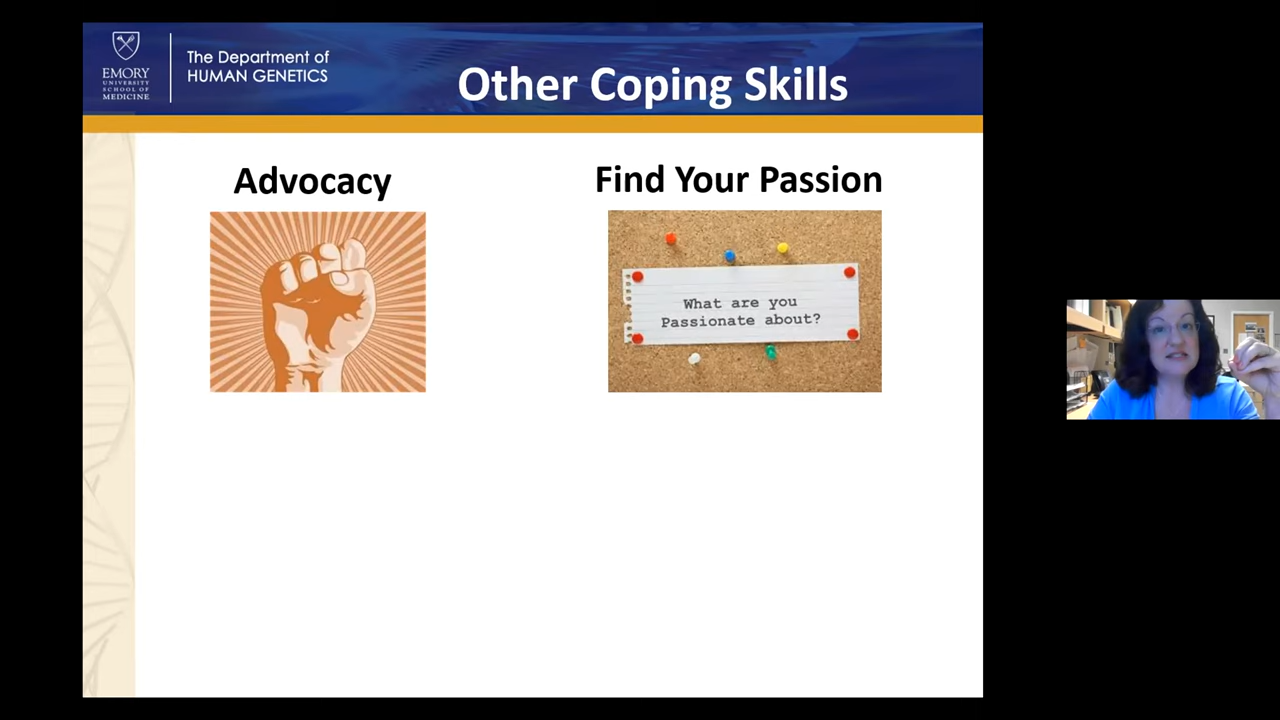 EMORY
UNIVERSITY
SCHOOL OF
MEDICINE
The Department of
HUMAN GENETICS
Other Coping Skills
Advocacy
Find Your Passion
What are you
Passionate about?